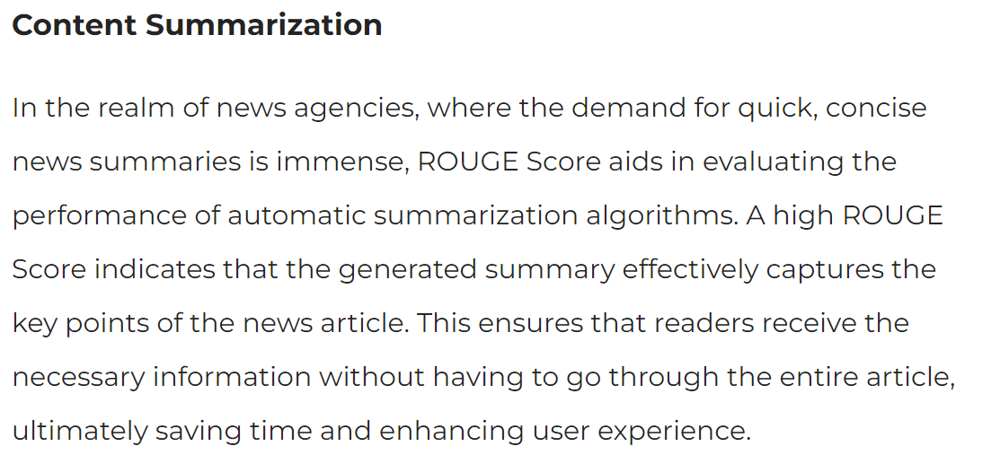 Content Summarization
In the realm of news agencies, where the demand for quick, concise
news summaries is immense, ROUGE Score aids in evaluating the
performance of automatic summarization algorithms. A high ROUGE
Score indicates that the generated summary effectively captures the
key points of the news article. This ensures that readers receive the
necessary information without having to go through the entire article,
ultimately saving time and enhancing user experience.